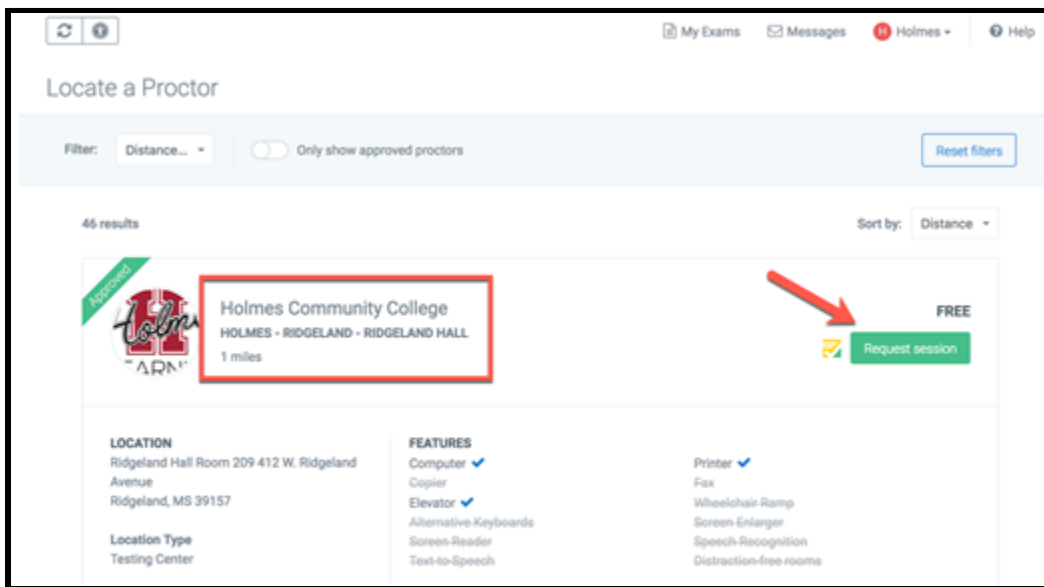 My Exams Messages H Holmes Help
Locate a Proctor
Filter: Distance... Only show approved proctors Reset filters
46 results Sort by: Distance
Approved
Holmes
Holmes Community College
HOLMES - RIDGELAND - RIDGELAND HALL
1 miles
FREE
Request session
LOCATION
Ridgeland Hall Room 209 412 W. Ridgeland
Avenue
Ridgeland, MS 39157
Location Type
Testing Center
FEATURES
Computer
Copier
Elevator
Alternative Keyboards
Screen Reader
Text-to-Speech
Printer
Fax
Wheelchair Ramp
Screen Enlarger
Speech Recognition
Distraction-free rooms